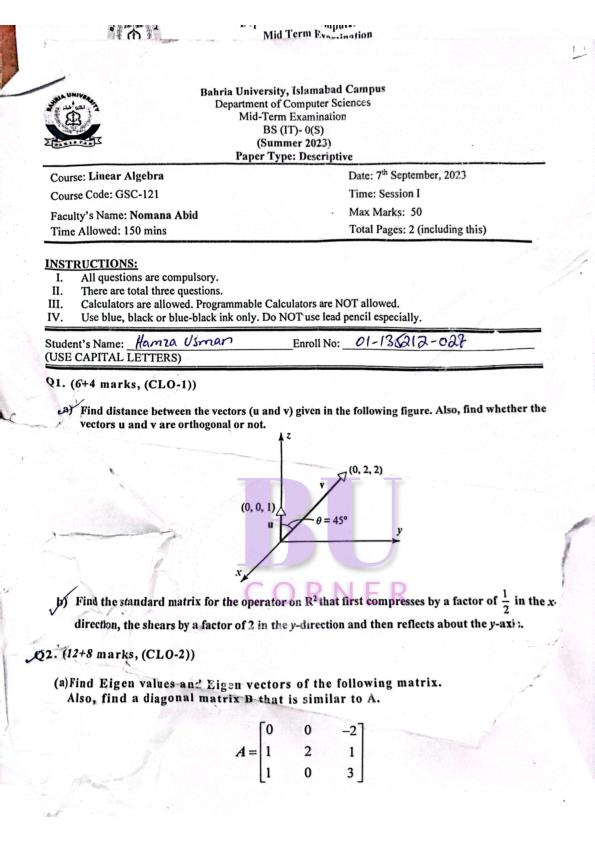 Mid Term Examination
Bahria University, Islamabad Campus
Department of Computer Sciences
Mid-Term Examination
BS (IT)- 0(S)
(Summer 2023)
Paper Type: Descriptive
BAHRIA UNIVERSITY
PAKISTAN
Course: Linear Algebra Date: 7th September, 2023
Course Code: GSC-121 Time: Session I
Faculty's Name: Nomana Abid Max Marks: 50
Time Allowed: 150 mins Total Pages: 2 (including this)
INSTRUCTIONS:
I. All questions are compulsory.
II. There are total three questions.
III. Calculators are allowed. Programmable Calculators are NOT allowed.
IV. Use blue, black or blue-black ink only. Do NOT use lead pencil especially.
Student's Name: Hamza Usman Enroll No: 01-135212-027
(USE CAPITAL LETTERS)
Q1. (6+4 marks, (CLO-1))
a) Find distance between the vectors (u and v) given in the following figure. Also, find whether the
vectors u and v are orthogonal or not.
z
(0, 2, 2)
v
(0, 0, 1)
θ = 45°
u
y
x
BU
CORNER
b) Find the standard matrix for the operator on R² that first compresses by a factor of 1/2 in the x-
direction, the shears by a factor of 2 in the y-direction and then reflects about the y-axis.
Q2. (12+8 marks, (CLO-2))
(a)Find Eigen values and Eigen vectors of the following matrix.
Also, find a diagonal matrix B that is similar to A.
0 0 -2
A = 1 2 1
1 0 3